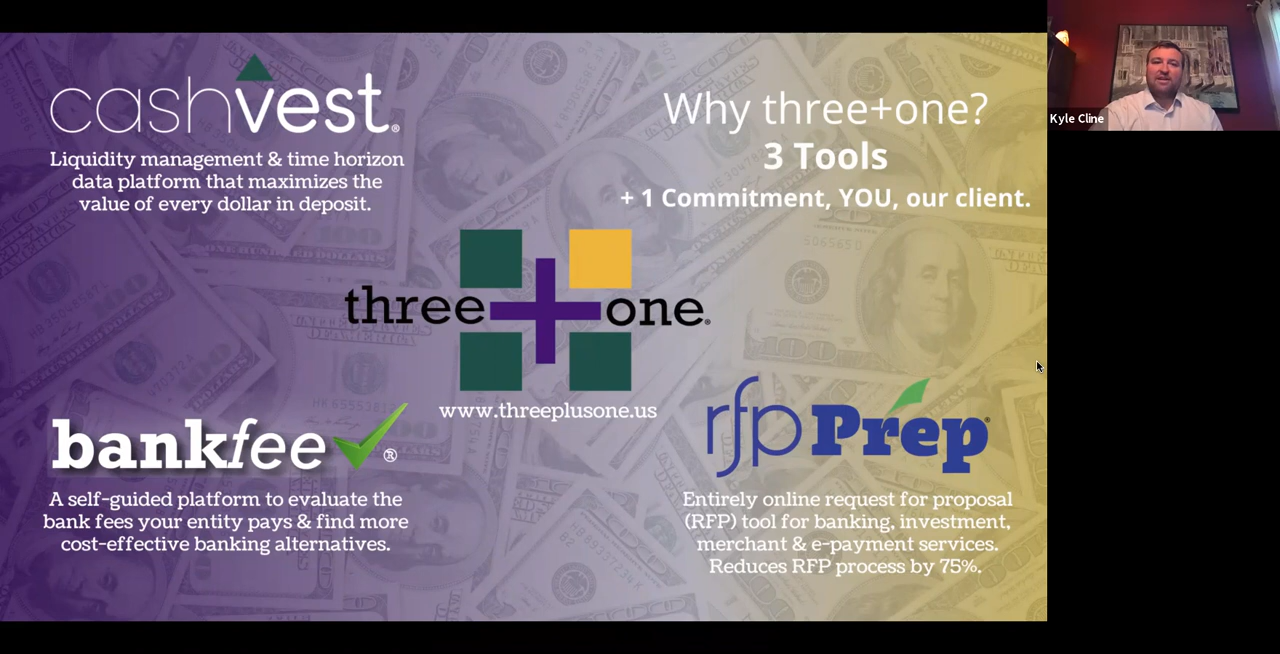 cashvest®
Liquidity management & time horizon
data platform that maximizes the
value of every dollar in deposit.
Why three+one?
3 Tools
+ 1 Commitment, YOU, our client.
Kyle Cline
three+one®
www.threeplusone.us
bankfee®
A self-guided platform to evaluate the
bank fees your entity pays & find more
cost-effective banking alternatives.
rfpPrep®
Entirely online request for proposal
(RFP) tool for banking, investment,
merchant & e-payment services.
Reduces RFP process by 75%.